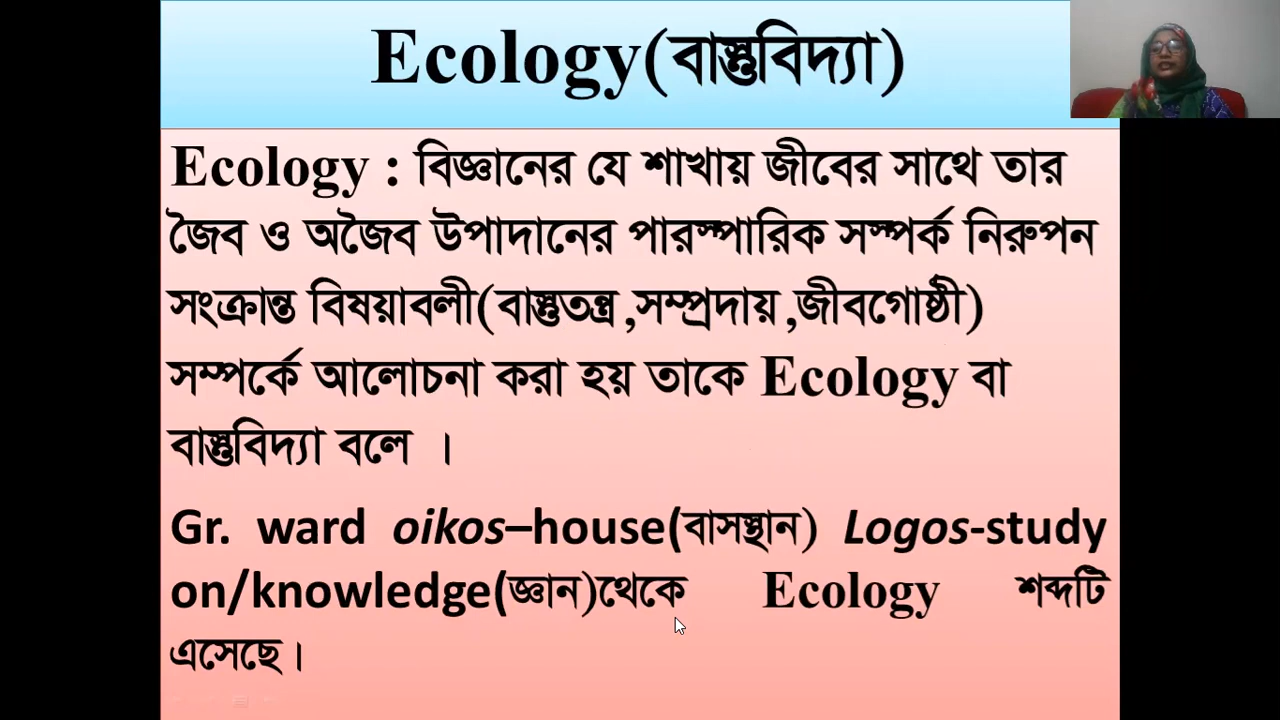 Ecology(বাস্তুবিদ্যা)
Ecology : বিজ্ঞানের যে শাখায় জীবের সাথে তার
জৈব ও অজৈব উপাদানের পারস্পারিক সস্পর্ক নিরুপন
সংক্রান্ত বিষয়াবলী(বাস্তুতন্ত্র ,সম্প্রদায় ,জীবগোষ্ঠী)
সম্পর্কে আলোচনা করা হয় তাকে Ecology বা
বাস্তুবিদ্যা বলে ।
Gr. ward oikos–house(বাসস্থান) Logos-study
on/knowledge(জ্ঞান)থেকে Ecology শব্দটি
এসেছে।